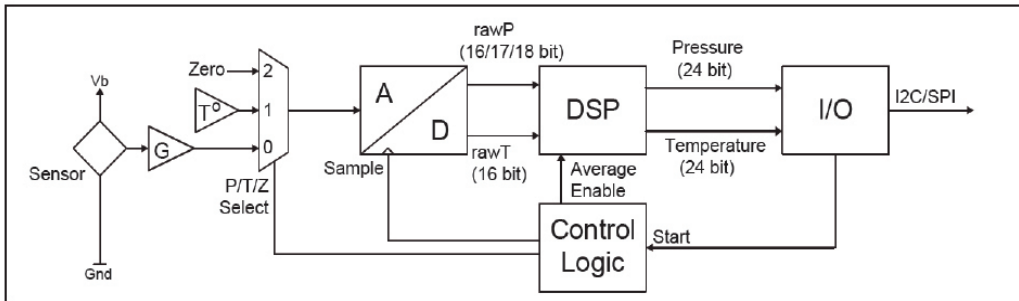 Vb
Sensor
Gnd
G
Zero
T°
2
1
0
P/T/Z
Select
A
D
Sample
rawP
(16/17/18 bit)
rawT
(16 bit)
DSP
Average
Enable
Control
Logic
Pressure
(24 bit)
Temperature
(24 bit)
Start
I/O
I2C/SPI